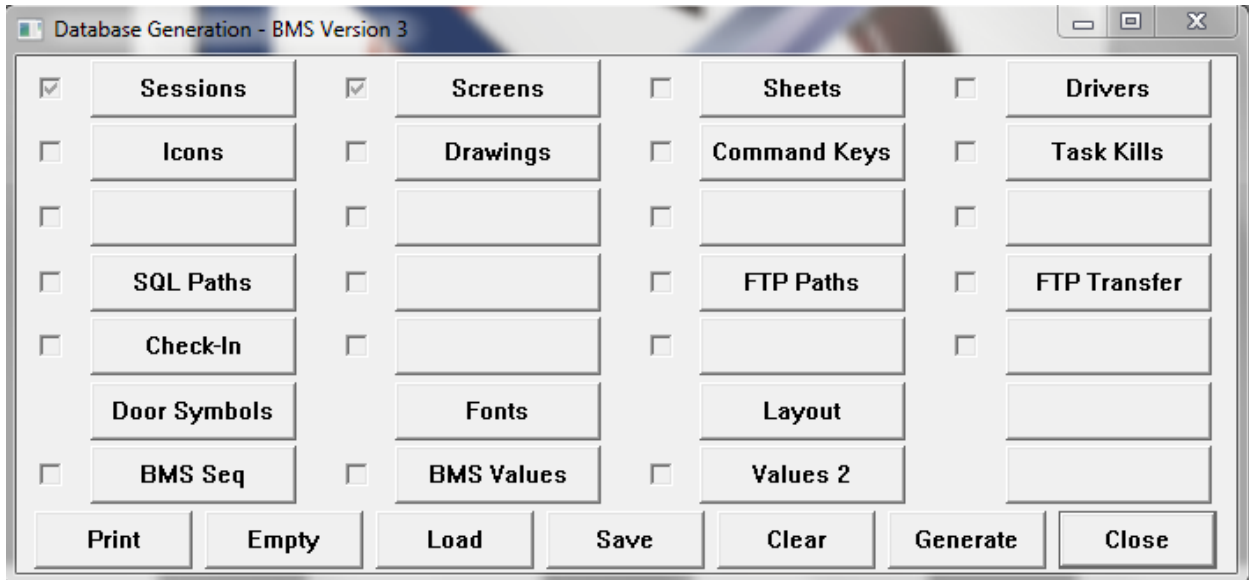 Database Generation - BMS Version 3
Sessions Screens Sheets Drivers
Icons Drawings Command Keys Task Kills
SQL Paths FTP Paths FTP Transfer
Check-In
Door Symbols Fonts Layout
BMS Seq BMS Values Values 2
Print Empty Load Save Clear Generate Close